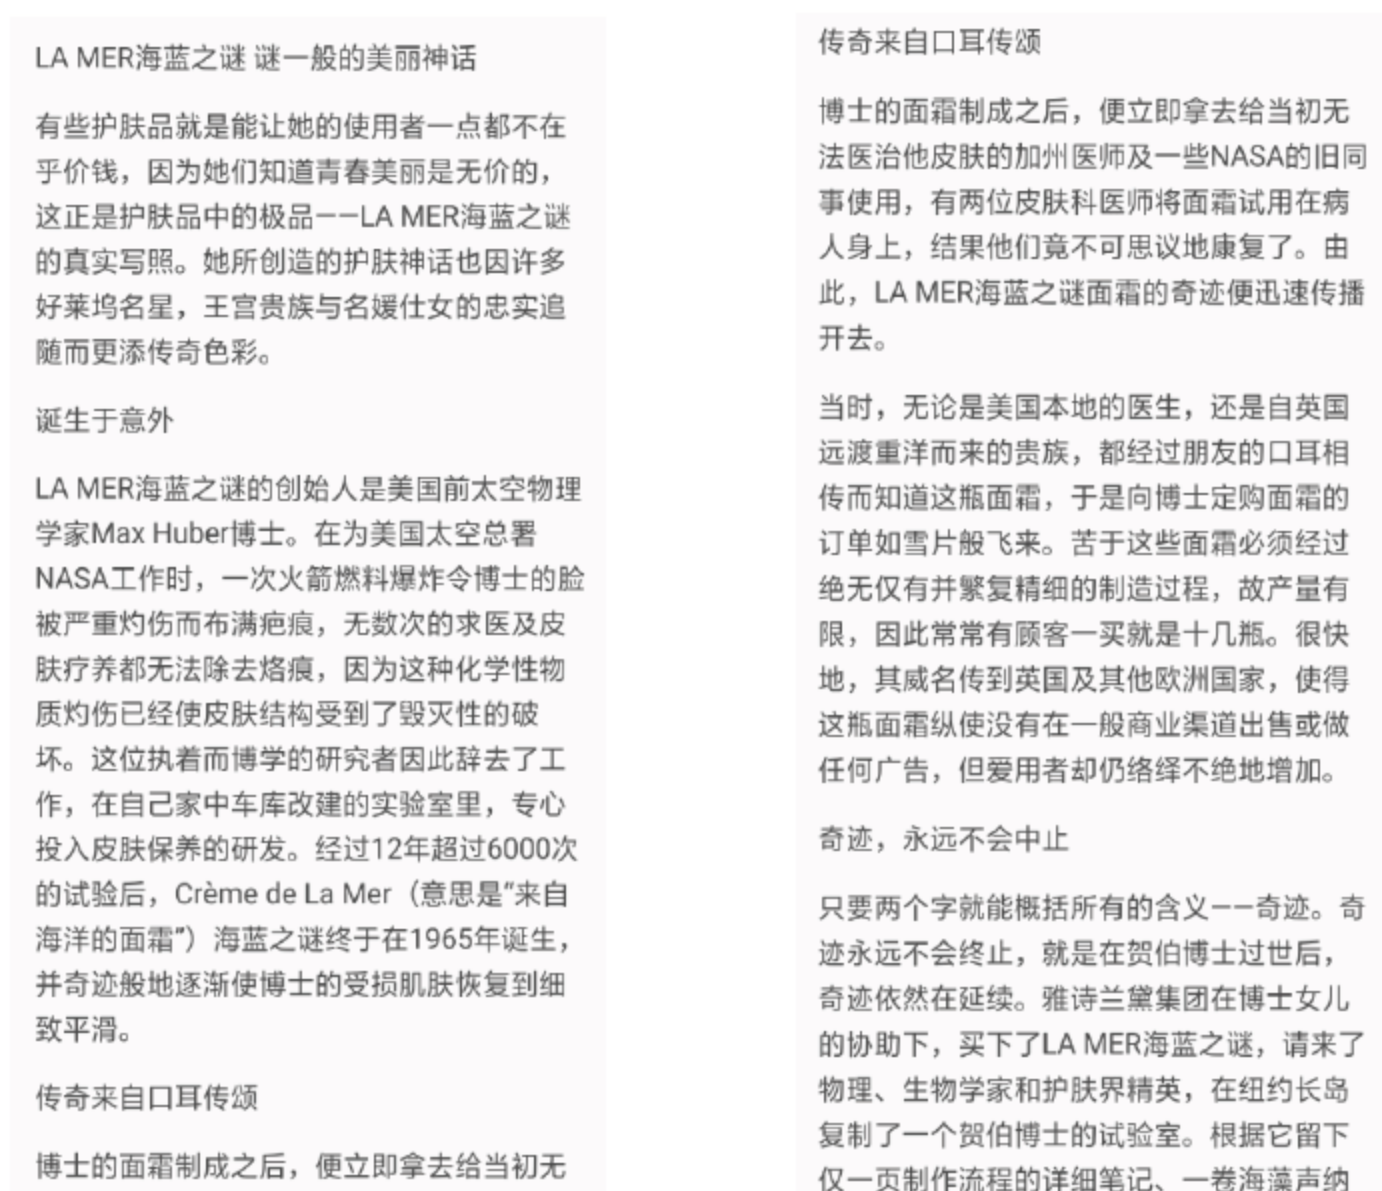 LA MER海蓝之谜 谜一般的美丽神话
有些护肤品就是能让她的使用者一点都不在
乎价钱，因为她们知道青春美丽是无价的，
这正是护肤品中的极品——LA MER海蓝之谜
的真实写照。她所创造的护肤神话也因许多
好莱坞名星，王宫贵族与名媛仕女的忠实追
随而更添传奇色彩。
诞生于意外
LA MER海蓝之谜的创始人是美国前太空物理
学家Max Huber博士。在为美国太空总署
NASA工作时，一次火箭燃料爆炸令博士的脸
被严重灼伤而布满疤痕，无数次的求医及皮
肤疗养都无法除去烙痕，因为这种化学性物
质灼伤已经使皮肤结构受到了毁灭性的破
坏。这位执着而博学的研究者因此辞去了工
作，在自己家中车库改建的实验室里，专心
投入皮肤保养的研发。经过12年超过6000次
的试验后，Crème de La Mer（意思是“来自
海洋的面霜”）海蓝之谜终于在1965年诞生，
并奇迹般地逐渐使博士的受损肌肤恢复到细
致平滑。
传奇来自口耳传颂
博士的面霜制成之后，便立即拿去给当初无
传奇来自口耳传颂
博士的面霜制成之后，便立即拿去给当初无
法医治他皮肤的加州医师及一些NASA的旧同
事使用，有两位皮肤科医师将面霜试用在病
人身上，结果他们竟不可思议地康复了。由
此，LA MER海蓝之谜面霜的奇迹便迅速传播
开去。
当时，无论是美国本地的医生，还是自英国
远渡重洋而来的贵族，都经过朋友的口耳相
传而知道这瓶面霜，于是向博士定购面霜的
订单如雪片般飞来。苦于这些面霜必须经过
绝无仅有并繁复精细的制造过程，故产量有
限，因此常常有顾客一买就是十几瓶。很快
地，其威名传到英国及其他欧洲国家，使得
这瓶面霜纵使没有在一般商业渠道出售或做
任何广告，但爱用者却仍络绎不绝地增加。
奇迹，永远不会中止
只要两个字就能概括所有的含义——奇迹。奇
迹永远不会终止，就是在贺伯博士过世后，
奇迹依然在延续。雅诗兰黛集团在博士女儿
的协助下，买下了LA MER海蓝之谜，请来了
物理、生物学家和护肤界精英，在纽约长岛
复制了一个贺伯博士的试验室。根据它留下
仅一页制作流程的详细笔记、一卷海藻声纳